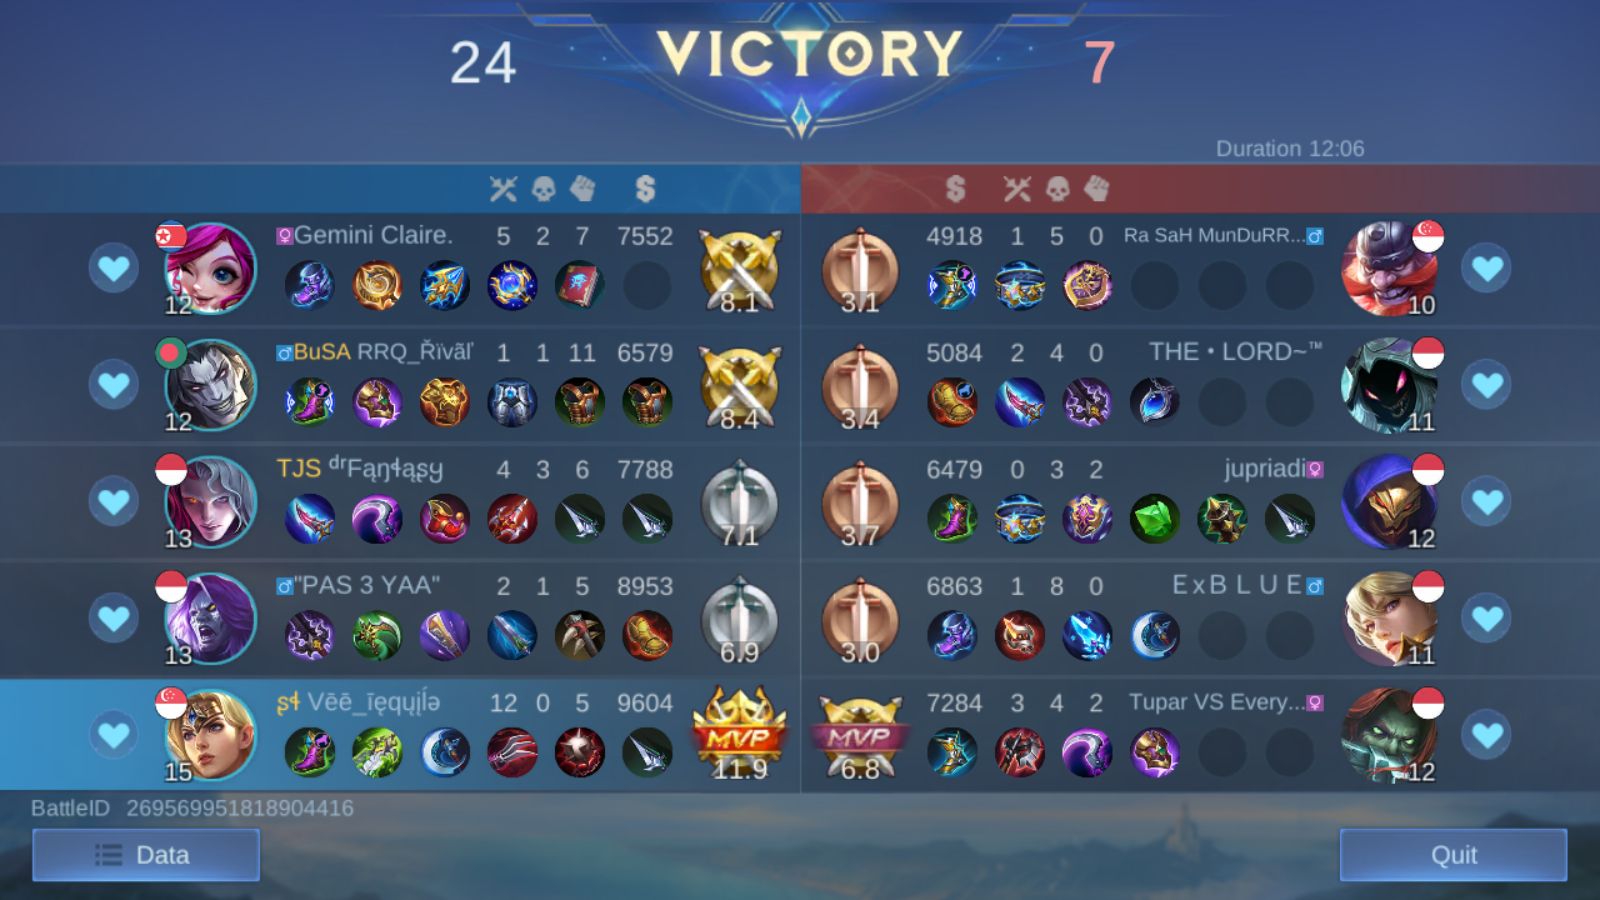 24 VICTORY 7
Duration 12:06
Gemini Claire. 5 2 7 7552
12 8.1
4918 1 5 0 Ra SaH MunDuRR...
3.1 10
BuSA RRQ_Řïvãľ 1 1 11 6579
12 8.4
5084 2 4 0 THE • LORD~™
3.4 11
TJS ᵈʳFąŋɬąşy 4 3 6 7788
13 7.1
6479 0 3 2 jupriadi
3.7 12
"PAS 3 YAA" 2 1 5 8953
13 6.9
6863 1 8 0 E x B L U E
3.0 11
Vēē_īęqųįĺə 12 0 5 9604
15 MVP 11.9
7284 3 4 2 Tupar VS Every...
MVP 6.8 12
BattleID 269569951818904416
Data
Quit